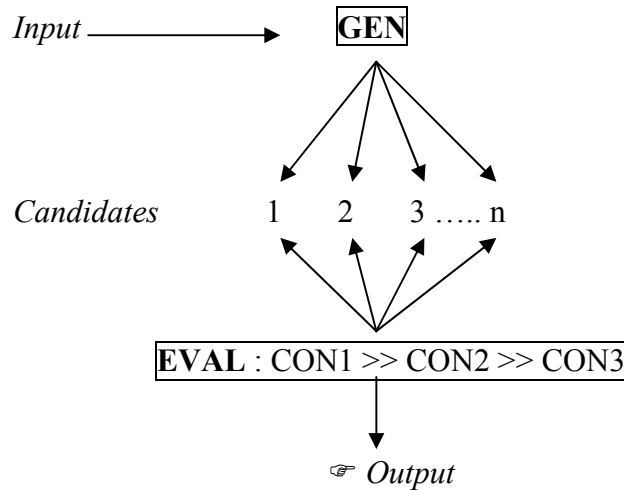 Input GEN
Candidates 1 2 3 ….. n
EVAL : CON1 >> CON2 >> CON3
☞ Output